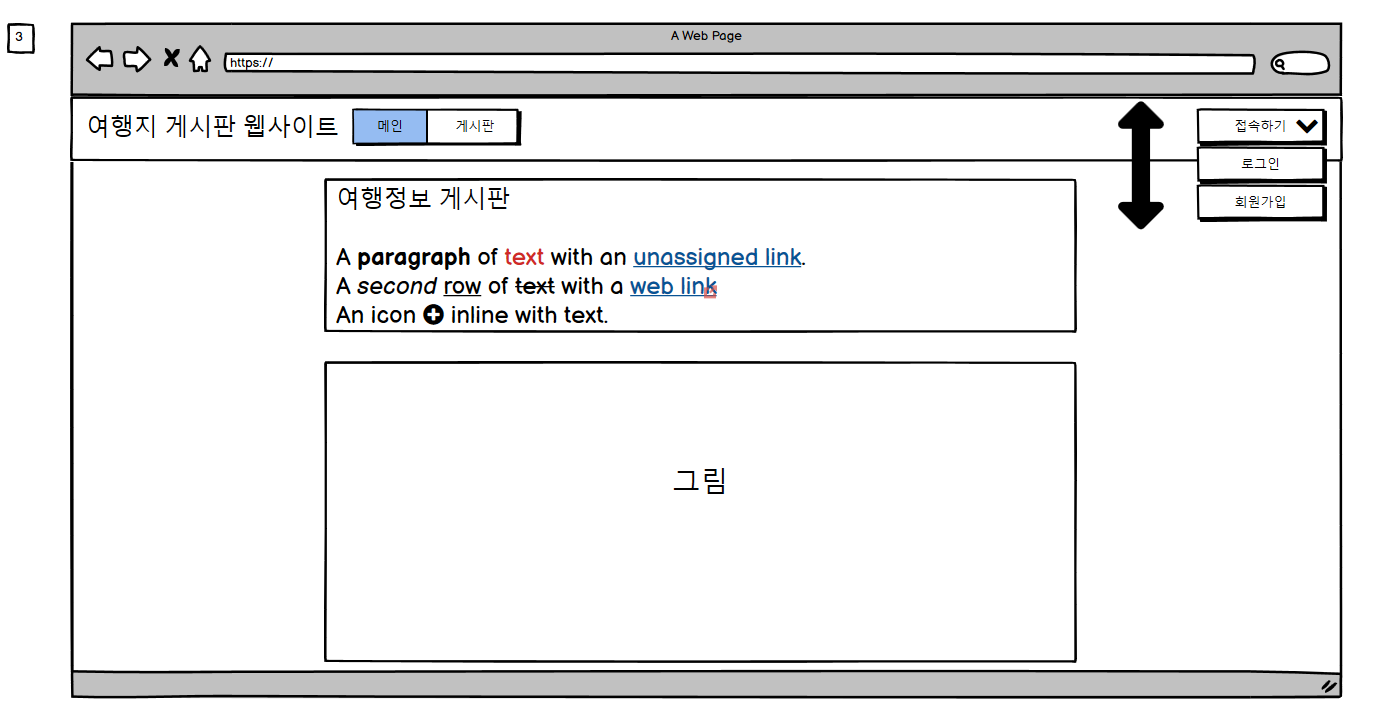 3
A Web Page
https://
여행지 게시판 웹사이트
메인
게시판
접속하기
로그인
회원가입
여행정보 게시판
A paragraph of text with an unassigned link.
A second row of text with a web link
An icon inline with text.
그림